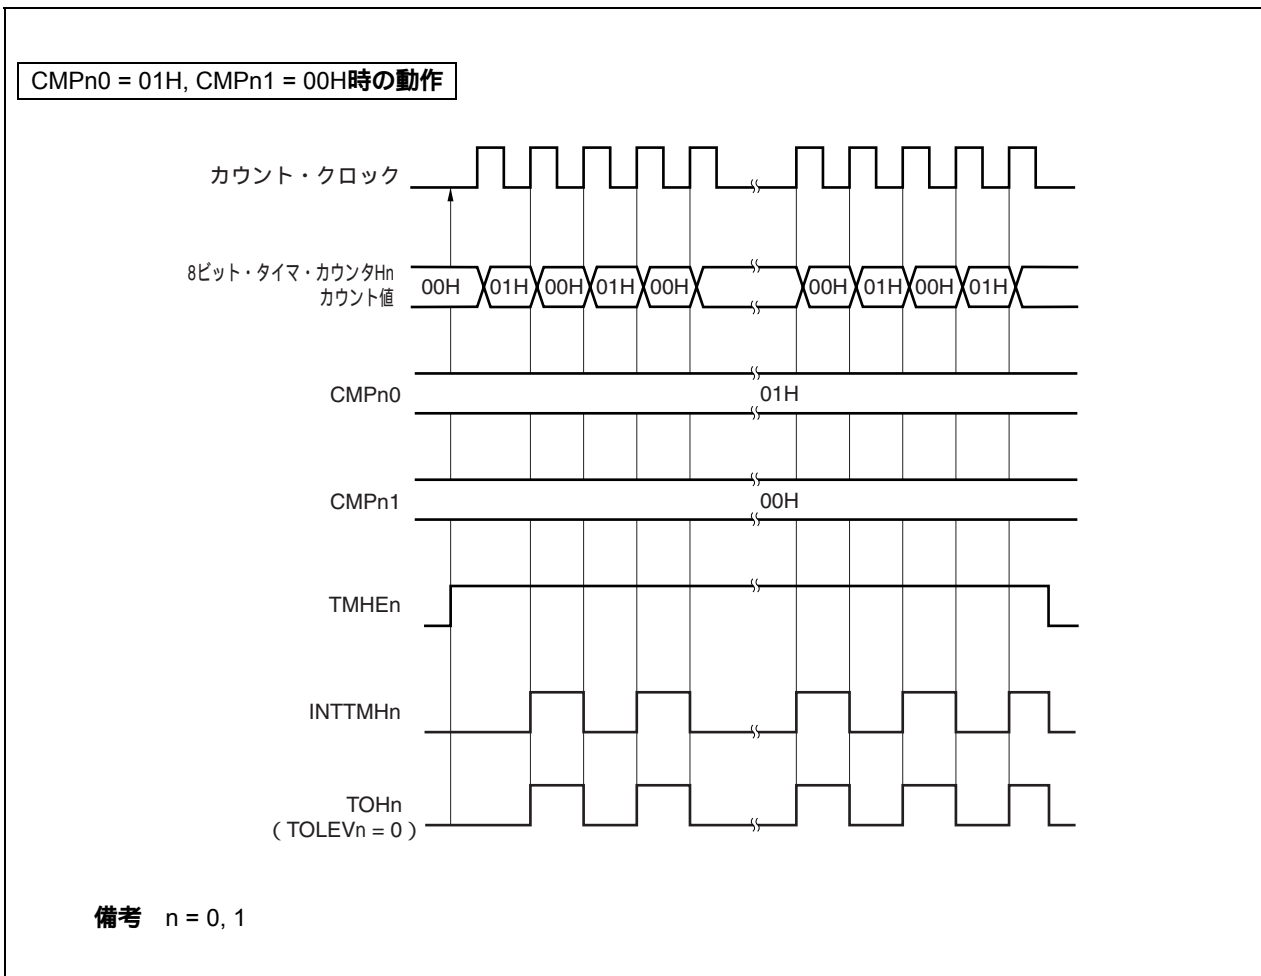 CMPn0 = 01H, CMPn1 = 00H時の動作
カウント・クロック
8ビット・タイマ・カウンタHn
カウント値
00H 01H 00H 01H 00H 00H 01H 00H 01H
CMPn0
01H
CMPn1
00H
TMHEn
INTTMHn
TOHn
（TOLEVn = 0）
備考 n = 0, 1